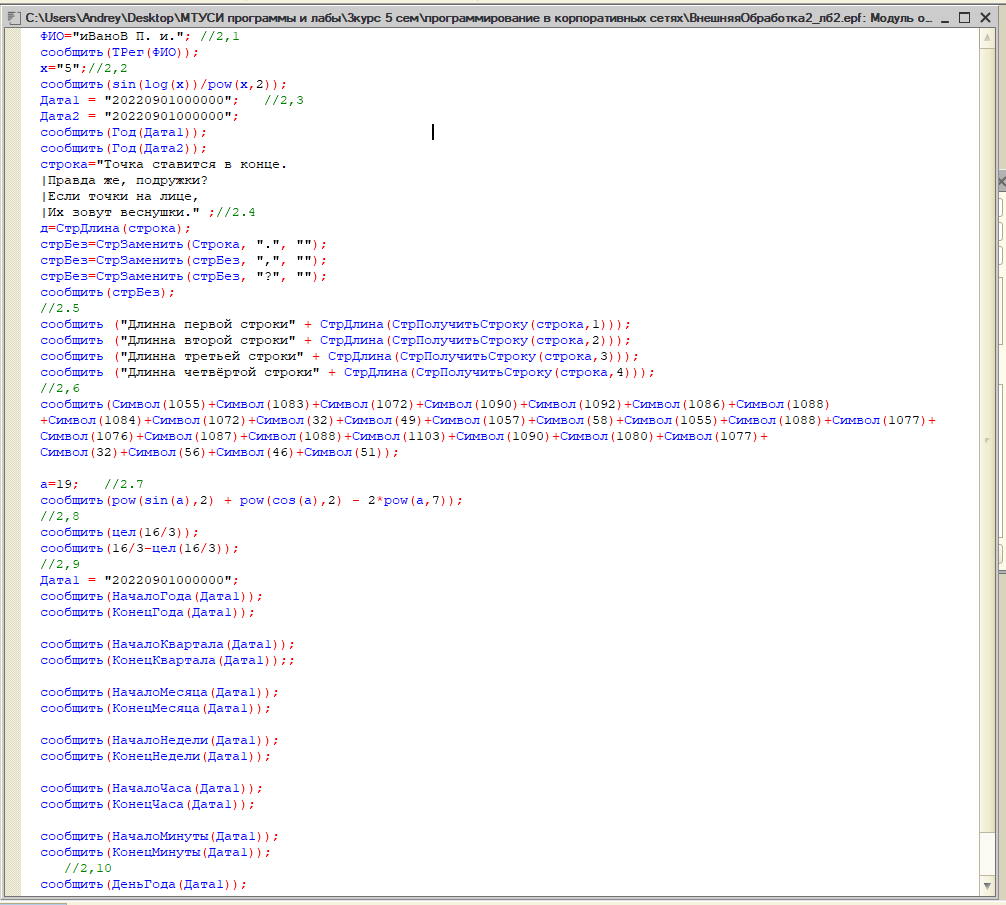 C:\Users\Andrey\Desktop\МТУСИ программы и лабы\3курс 5 сем\программирование в корпоративных сетях\ВнешняяОбработка2_лб2.epf: Модуль о...
ФИО="иВаноВ П. и."; //2,1
сообщить(ТРег(ФИО));
х="5";//2,2
сообщить(sin(log(х))/pow(х,2));
Дата1 = "20220901000000";   //2,3
Дата2 = "20220901000000";
сообщить(Год(Дата1));
сообщить(Год(Дата2));
строка="Точка ставится в конце.
|Правда же, подружки?
|Если точки на лице,
|Их зовут веснушки." ;//2.4
д=СтрДлина(строка);
стрБез=СтрЗаменить(Строка, ".", "");
стрБез=СтрЗаменить(стрБез, ",", "");
стрБез=СтрЗаменить(стрБез, "?", "");
сообщить(стрБез);
//2.5
сообщить ("Длинна первой строки" + СтрДлина(СтрПолучитьСтроку(строка,1)));
сообщить ("Длинна второй строки" + СтрДлина(СтрПолучитьСтроку(строка,2)));
сообщить ("Длинна третьей строки" + СтрДлина(СтрПолучитьСтроку(строка,3)));
сообщить ("Длинна четвёртой строки" + СтрДлина(СтрПолучитьСтроку(строка,4)));
//2,6
сообщить(Символ(1055)+Символ(1083)+Символ(1072)+Символ(1090)+Символ(1092)+Символ(1086)+Символ(1088)
+Символ(1084)+Символ(1072)+Символ(32)+Символ(49)+Символ(1057)+Символ(58)+Символ(1055)+Символ(1088)+Символ(1077)+
Символ(1076)+Символ(1087)+Символ(1088)+Символ(1103)+Символ(1090)+Символ(1080)+Символ(1077)+
Символ(32)+Символ(56)+Символ(46)+Символ(51));
а=19;   //2.7
сообщить(pow(sin(а),2) + pow(cos(а),2) - 2*pow(а,7));
//2,8
сообщить(цел(16/3));
сообщить(16/3-цел(16/3));
//2,9
Дата1 = "20220901000000";
сообщить(НачалоГода(Дата1));
сообщить(КонецГода(Дата1));
сообщить(НачалоКвартала(Дата1));
сообщить(КонецКвартала(Дата1));;
сообщить(НачалоМесяца(Дата1));
сообщить(КонецМесяца(Дата1));
сообщить(НачалоНедели(Дата1));
сообщить(КонецНедели(Дата1));
сообщить(НачалоЧаса(Дата1));
сообщить(КонецЧаса(Дата1));
сообщить(НачалоМинуты(Дата1));
сообщить(КонецМинуты(Дата1));
//2,10
сообщить(ДеньГода(Дата1));